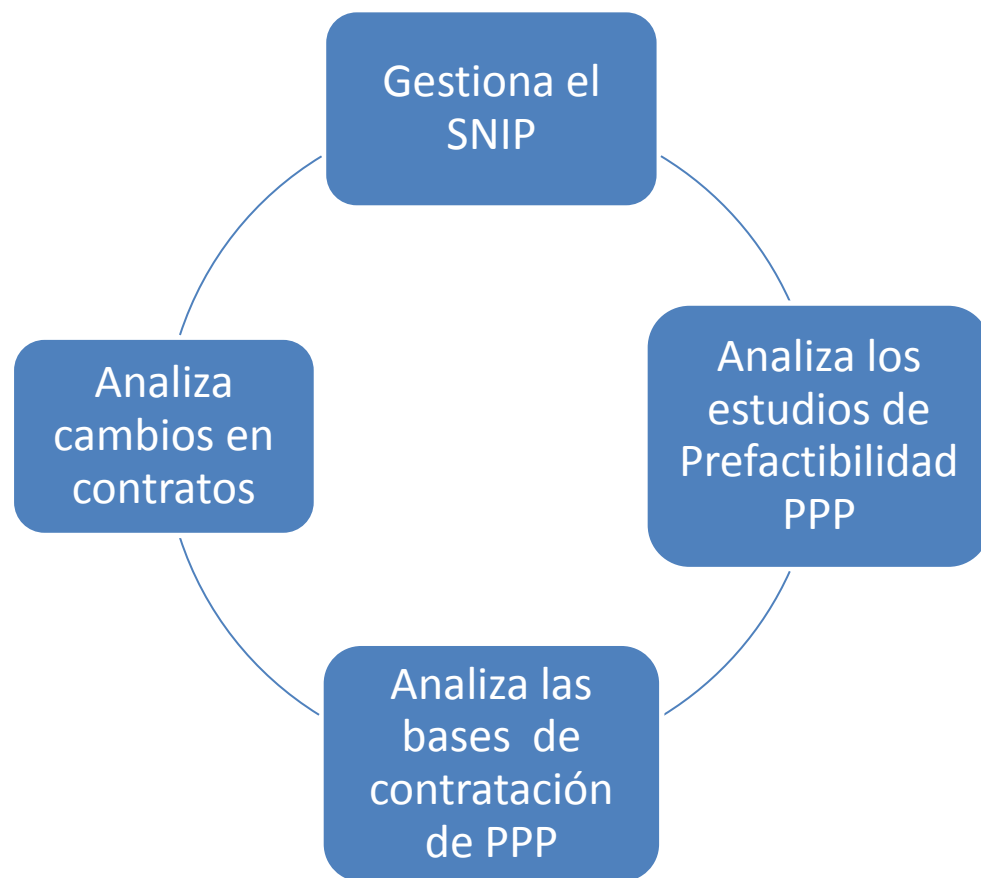 Gestiona el
SNIP
Analiza los
estudios de
Prefactibilidad
PPP
Analiza las
bases  de
contratación
de PPP
Analiza
cambios en
contratos